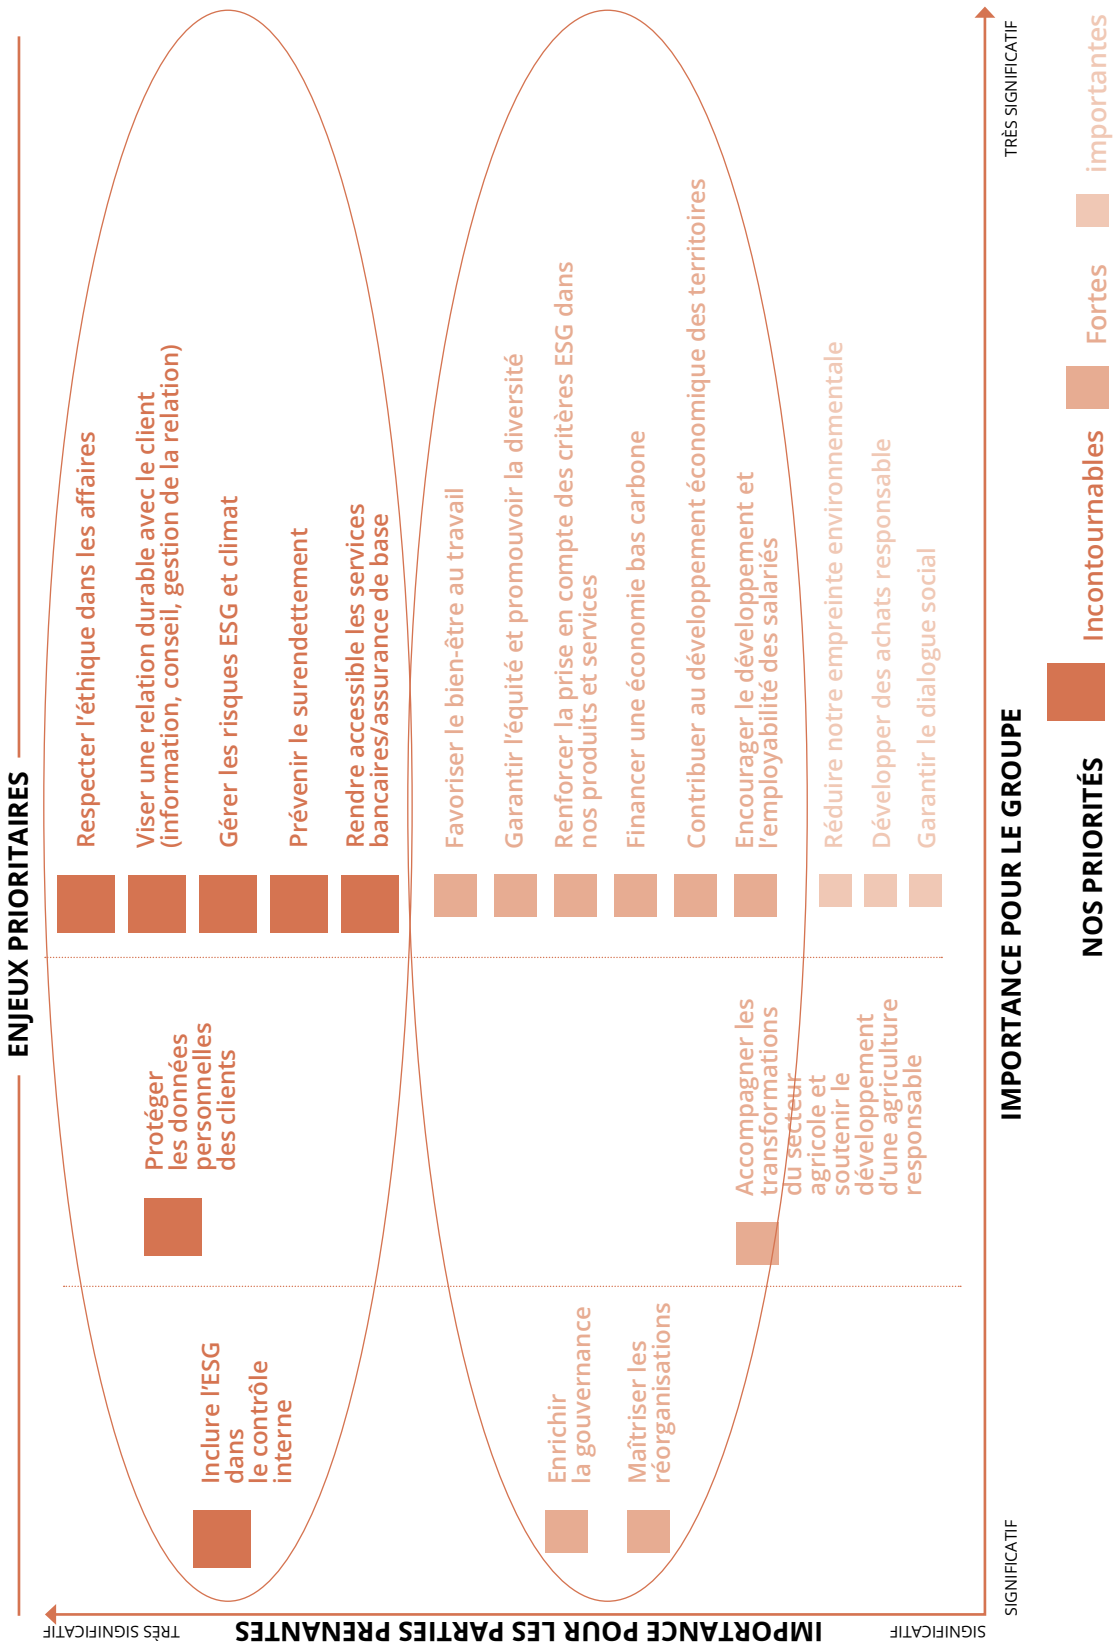 ENJEUX PRIORITAIRES
TRÈS SIGNIFICATIF
IMPORTANCE POUR LES PARTIES PRENANTES
SIGNIFICATIF
Inclure l'ESG
dans
le contrôle
interne
Enrichir
la gouvernance
Maîtriser les
réorganisations
Protéger
les données
personnelles
des clients
Accompagner les
transformations
du secteur
agricole et
soutenir le
développement
d'une agriculture
responsable
Respecter l'éthique dans les affaires
Viser une relation durable avec le client
(information, conseil, gestion de la relation)
Gérer les risques ESG et climat
Prévenir le surendettement
Rendre accessible les services
bancaires/assurance de base
Favoriser le bien-être au travail
Garantir l'équité et promouvoir la diversité
Renforcer la prise en compte des critères ESG dans
nos produits et services
Financer une économie bas carbone
Contribuer au développement économique des territoires
Encourager le développement et
l'employabilité des salariés
Réduire notre empreinte environnementale
Développer des achats responsable
Garantir le dialogue social
SIGNIFICATIF
IMPORTANCE POUR LE GROUPE
TRÈS SIGNIFICATIF
NOS PRIORITÉS
Incontournables
Fortes
importantes